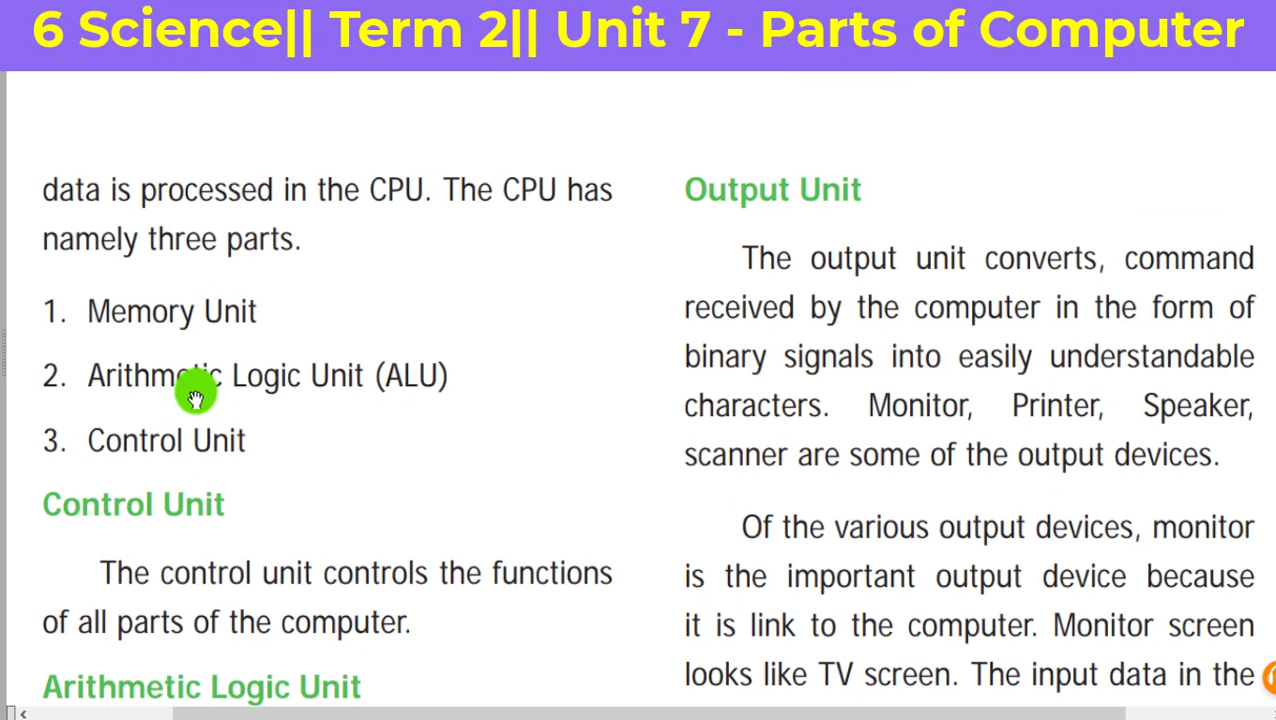 6 Science|| Term 2|| Unit 7 - Parts of Computer
data is processed in the CPU. The CPU has
namely three parts.
1. Memory Unit
2. Arithmetic Logic Unit (ALU)
3. Control Unit
Control Unit
The control unit controls the functions
of all parts of the computer.
Arithmetic Logic Unit
Output Unit
The output unit converts, command
received by the computer in the form of
binary signals into easily understandable
characters. Monitor, Printer, Speaker,
scanner are some of the output devices.
Of the various output devices, monitor
is the important output device because
it is link to the computer. Monitor screen
looks like TV screen. The input data in the